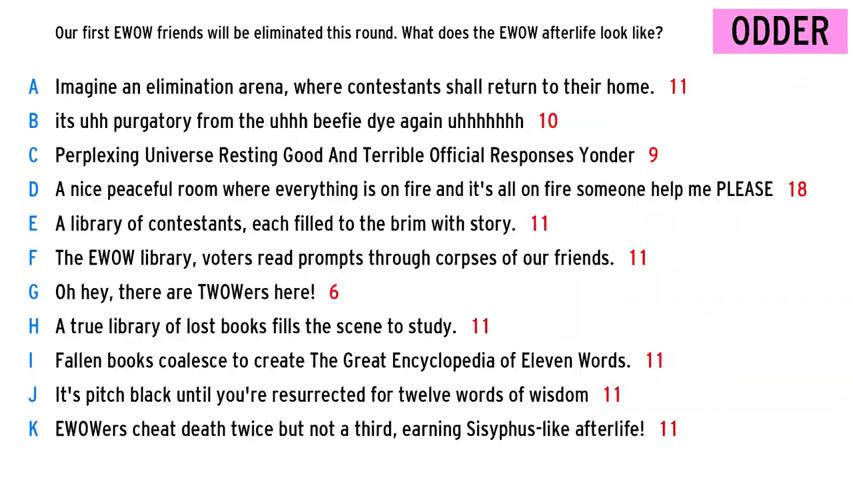 Our first EWOW friends will be eliminated this round. What does the EWOW afterlife look like?
ODDER
A Imagine an elimination arena, where contestants shall return to their home. 11
B its uhh purgatory from the uhhh beefie dye again uhhhhhhh 10
C Perplexing Universe Resting Good And Terrible Official Responses Yonder 9
D A nice peaceful room where everything is on fire and it's all on fire someone help me PLEASE 18
E A library of contestants, each filled to the brim with story. 11
F The EWOW library, voters read prompts through corpses of our friends. 11
G Oh hey, there are TWOWers here! 6
H A true library of lost books fills the scene to study. 11
I Fallen books coalesce to create The Great Encyclopedia of Eleven Words. 11
J It's pitch black until you're resurrected for twelve words of wisdom 11
K EWOWers cheat death twice but not a third, earning Sisyphus-like afterlife! 11